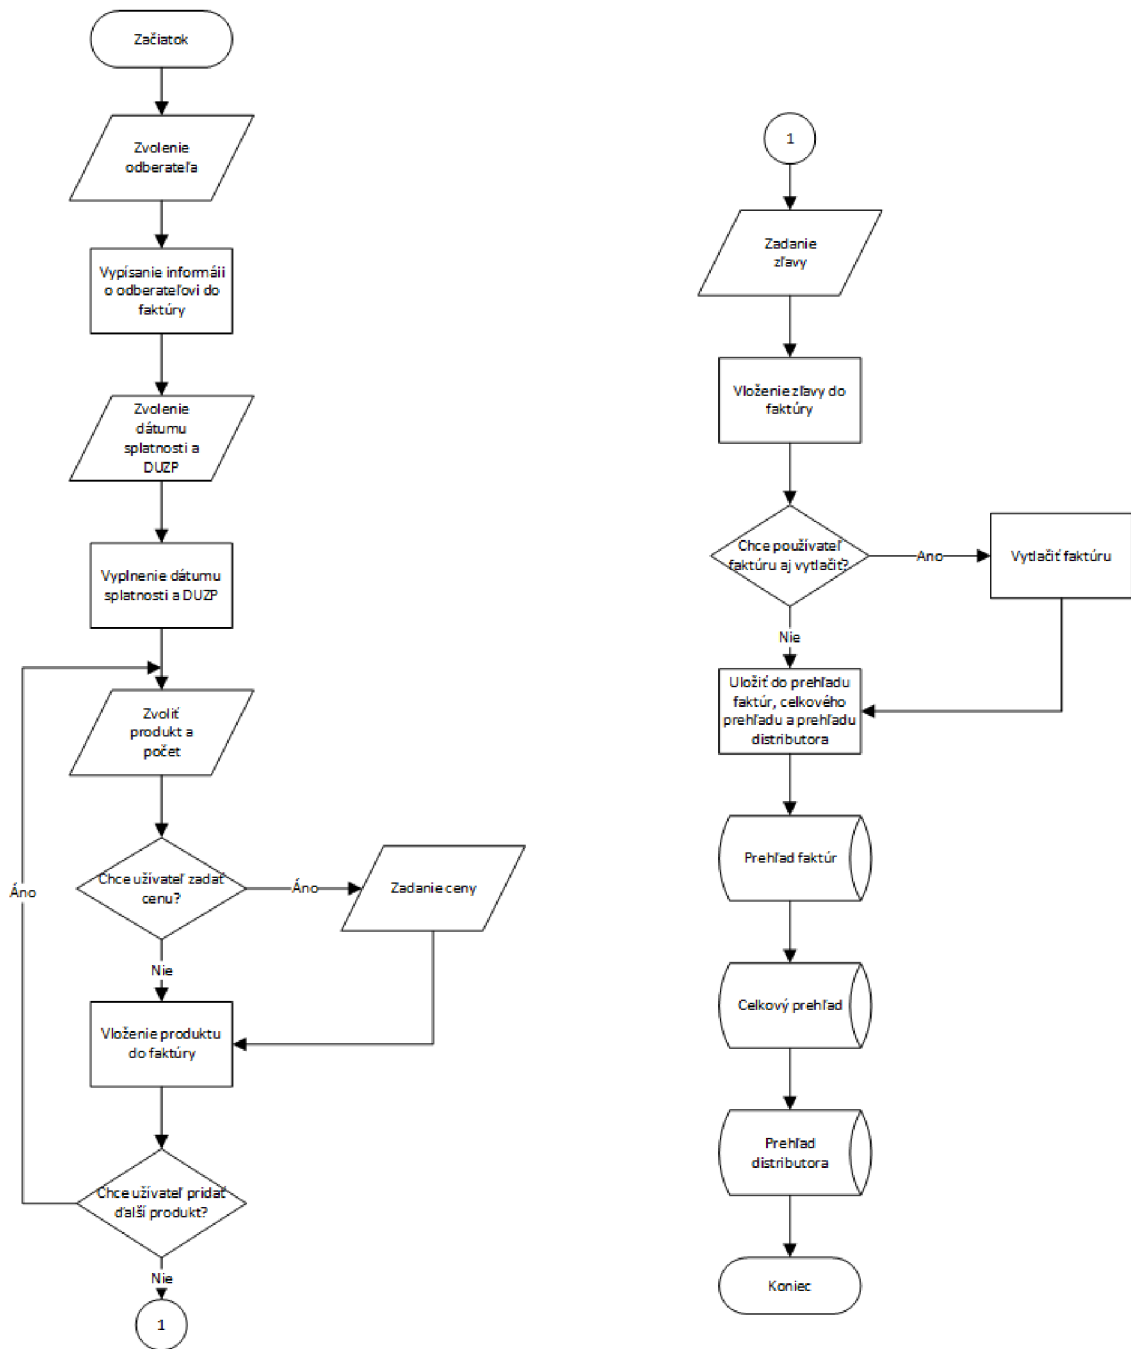 Začiatok
Zvolenie
odberateľa
Vypísanie informáii
o odberateľovi do
faktúry
Zvolenie
dátumu
splatnosti a
DUZP
Vyplnenie dátumu
splatnosti a DUZP
Zvoliť
produkt a
počet
Chce užívateľ zadať
cenu?
Áno
Zadanie ceny
Áno
Nie
Vloženie produktu
do faktúry
Chce užívateľ pridať
ďalší produkt?
Nie
1
1
Zadanie
zľavy
Vloženie zľavy do
faktúry
Chce používateľ
faktúru aj vytlačiť?
Ano
Vytlačiť faktúru
Nie
Uložiť do prehľadu
faktúr, celkového
prehľadu a prehľadu
distributora
Prehľad faktúr
Celkový prehľad
Prehľad
distributora
Koniec